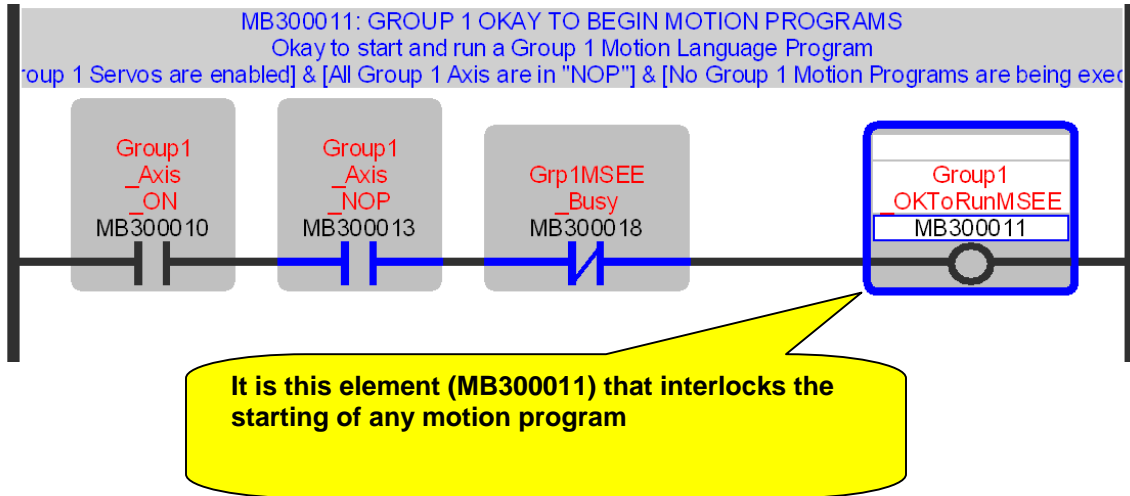 MB300011: GROUP 1 OKAY TO BEGIN MOTION PROGRAMS
Okay to start and run a Group 1 Motion Language Program
roup 1 Servos are enabled] & [All Group 1 Axis are in "NOP"] & [No Group 1 Motion Programs are being exec
Group1
_Axis
_ON
MB300010
Group1
_Axis
_NOP
MB300013
Grp1MSEE
_Busy
MB300018
Group1
_OKToRunMSEE
MB300011
It is this element (MB300011) that interlocks the
starting of any motion program